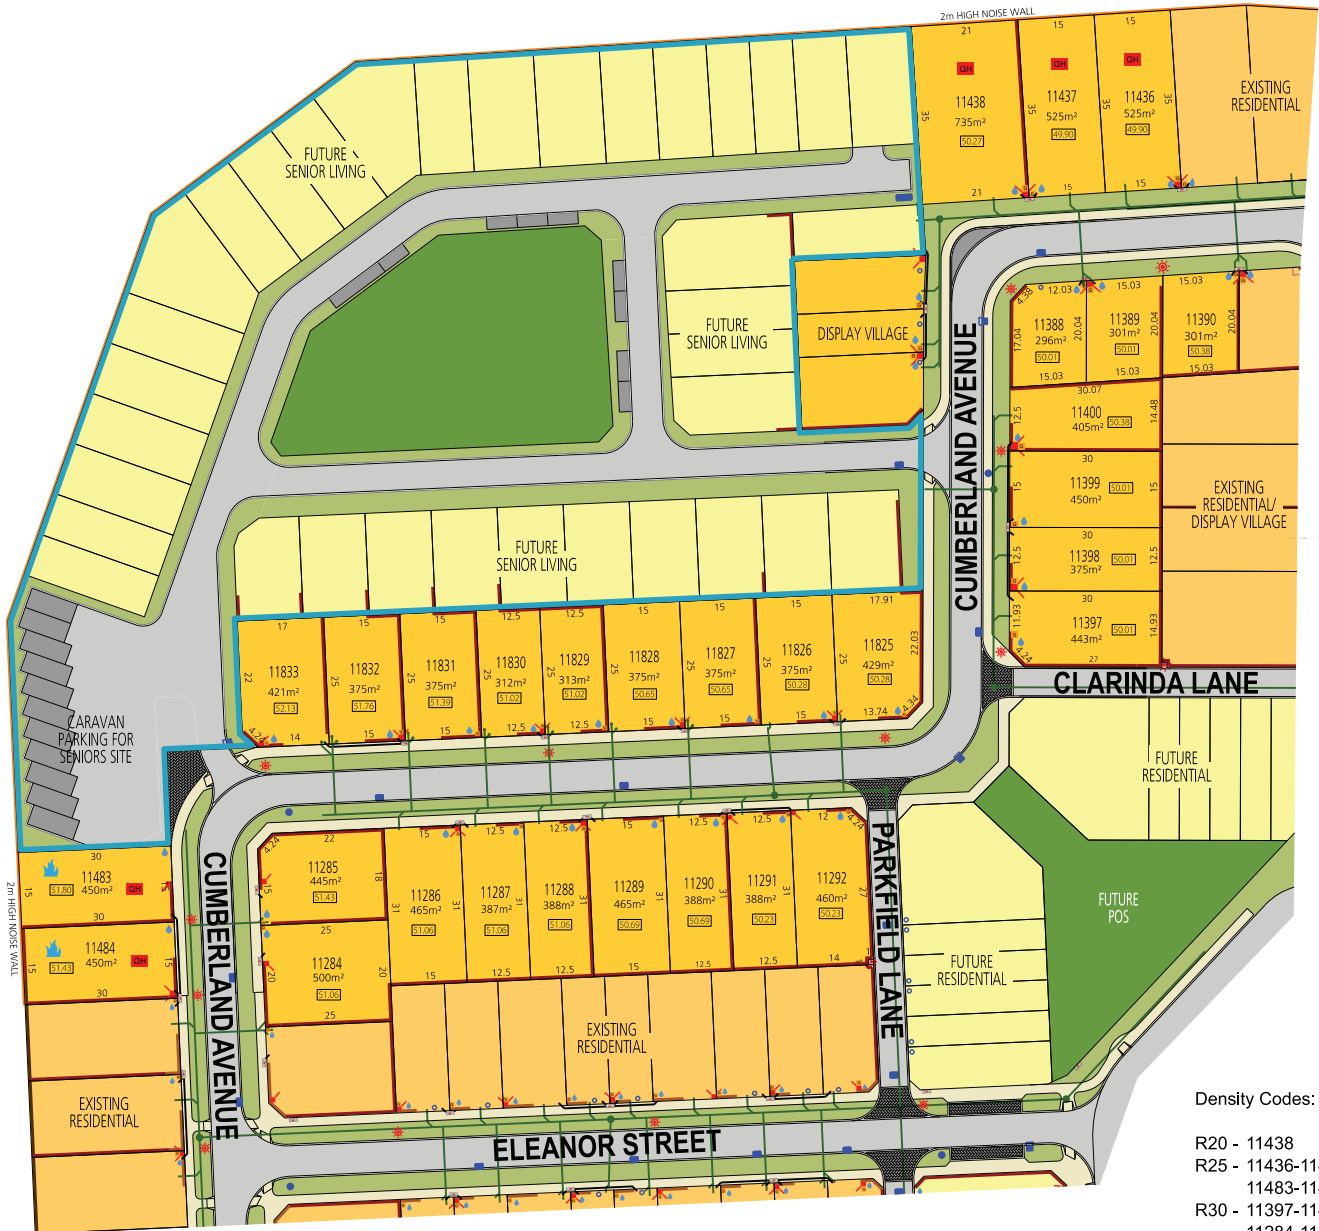 2m HIGH NOISE WALL
21
15
15
QH
QH
QH
11438
735m²
50.27
35
21
11437
525m²
49.90
35
15
11436
525m²
49.90
35
35
15
EXISTING
RESIDENTIAL
FUTURE
SENIOR LIVING
FUTURE
SENIOR LIVING
DISPLAY VILLAGE
CUMBERLAND AVENUE
4.38
12.03
15.03
15.03
17.04
11388
296m²
50.01
20.04
15.03
11389
301m²
50.01
20.04
15.03
11390
301m²
50.38
20.04
15.03
30.07
12.5
11400
405m²
50.38
14.48
30
15
11399
450m²
50.01
15
30
12.5
11398
375m²
50.01
12.5
30
11.93
11397
443m²
50.01
14.93
4.24
27
EXISTING
RESIDENTIAL/
DISPLAY VILLAGE
CLARINDA LANE
FUTURE
SENIOR LIVING
17
15
15
12.5
12.5
15
15
15
17.91
22
11833
421m²
52.13
4.24
14
11832
375m²
51.76
25
15
11831
375m²
51.39
25
15
11830
312m²
51.02
25
12.5
11829
313m²
51.02
25
12.5
11828
375m²
50.65
25
15
11827
375m²
50.65
25
15
11826
375m²
50.28
25
15
11825
429m²
50.28
22.03
13.74
4.34
CARAVAN
PARKING FOR
SENIORS SITE
FUTURE
RESIDENTIAL
FUTURE
POS
FUTURE
RESIDENTIAL
PARKFIELD LANE
2m HIGH NOISE WALL
30
15
11483
450m²
51.80
QH
15
30
15
11484
450m²
51.43
QH
15
30
EXISTING
RESIDENTIAL
CUMBERLAND AVENUE
4.24
22
15
11285
445m²
51.43
18
25
20
11284
500m²
51.06
20
25
15
11286
465m²
51.06
31
15
12.5
11287
387m²
51.06
31
12.5
12.5
11288
388m²
51.06
31
12.5
15
11289
465m²
50.69
31
15
12.5
11290
388m²
50.69
31
12.5
12.5
11291
388m²
50.23
31
12.5
12
4.24
11292
460m²
50.23
27
14
EXISTING
RESIDENTIAL
ELEANOR STREET
Density Codes:
R20 - 11438
R25 - 11436-11
11483-11
R30 - 11397-11